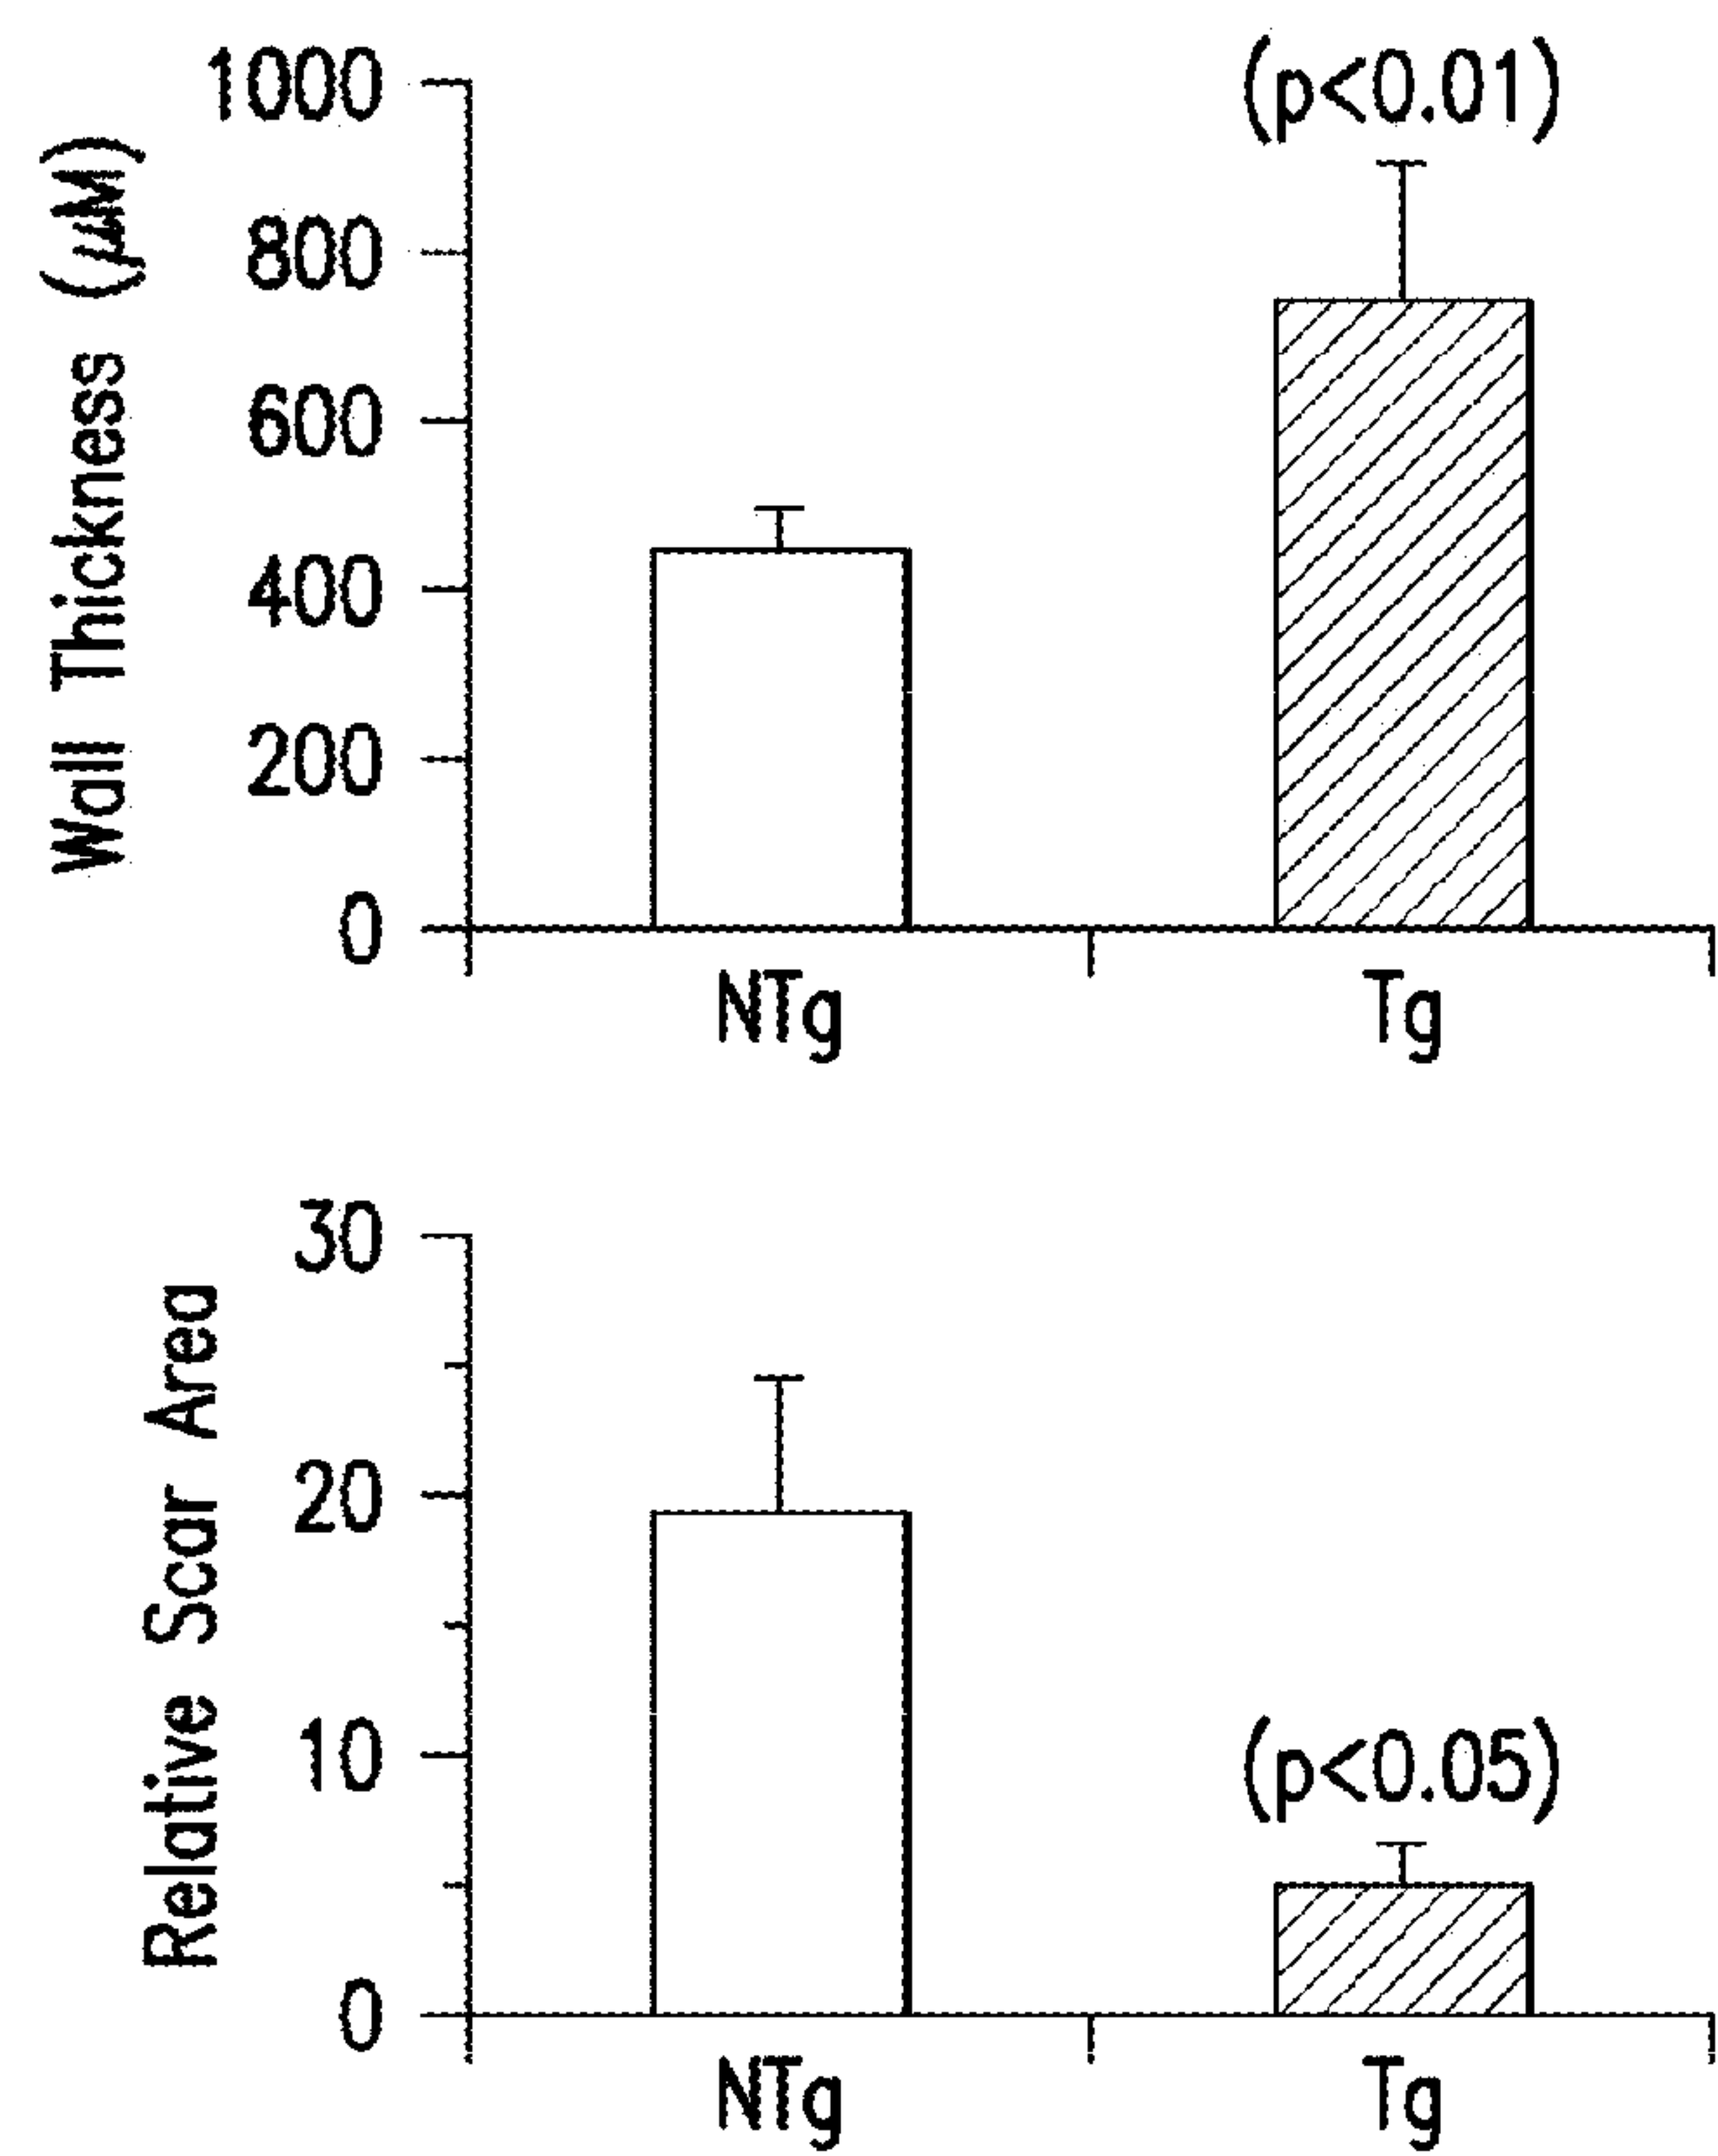 Wall Thickness (μM)
1000
800
600
400
200
0
(p<0.01)
NTg
Tg
Relative Scar Area
30
20
10
0
(p<0.05)
NTg
Tg